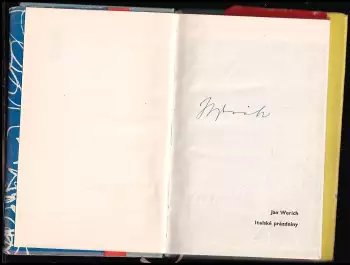 Jan Werich
Italské prázdniny